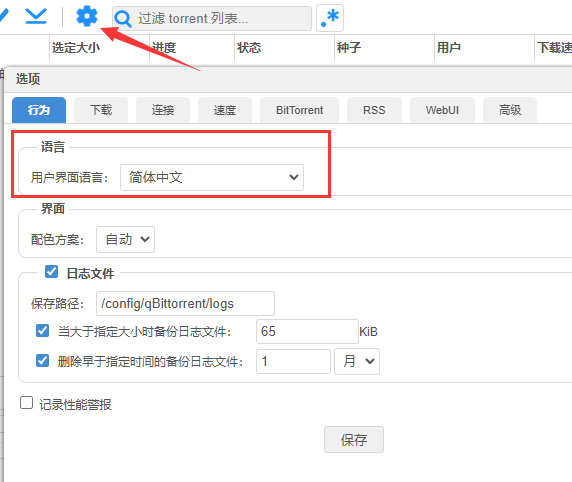 过滤 torrent 列表...
.*
选定大小 进度 状态 种子 用户 下载速
选项
行为 下载 连接 速度 BitTorrent RSS WebUI 高级
语言
用户界面语言： 简体中文
界面
配色方案： 自动
日志文件
保存路径： /config/qBittorrent/logs
当大于指定大小时备份日志文件： 65 KiB
删除早于指定时间的备份日志文件： 1 月
记录性能警报
保存